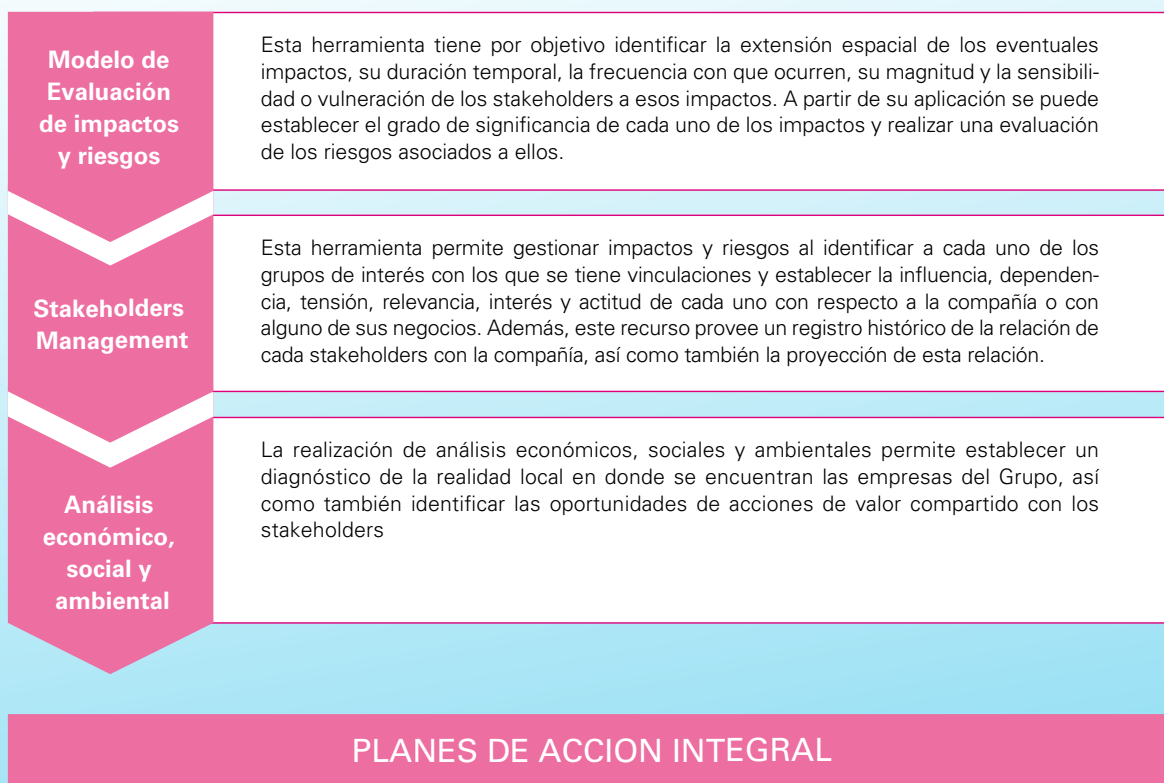 Modelo de
Evaluación
de impactos
y riesgos
Esta herramienta tiene por objetivo identificar la extensión espacial de los eventuales
impactos, su duración temporal, la frecuencia con que ocurren, su magnitud y la sensibili-
dad o vulneración de los stakeholders a esos impactos. A partir de su aplicación se puede
establecer el grado de significancia de cada uno de los impactos y realizar una evaluación
de los riesgos asociados a ellos.
Stakeholders
Management
Esta herramienta permite gestionar impactos y riesgos al identificar a cada uno de los
grupos de interés con los que se tiene vinculaciones y establecer la influencia, dependen-
cia, tensión, relevancia, interés y actitud de cada uno con respecto a la compañía o con
alguno de sus negocios. Además, este recurso provee un registro histórico de la relación de
cada stakeholders con la compañía, así como también la proyección de esta relación.
Análisis
económico,
social y
ambiental
La realización de análisis económicos, sociales y ambientales permite establecer un
diagnóstico de la realidad local en donde se encuentran las empresas del Grupo, así
como también identificar las oportunidades de acciones de valor compartido con los
stakeholders
PLANES DE ACCION INTEGRAL